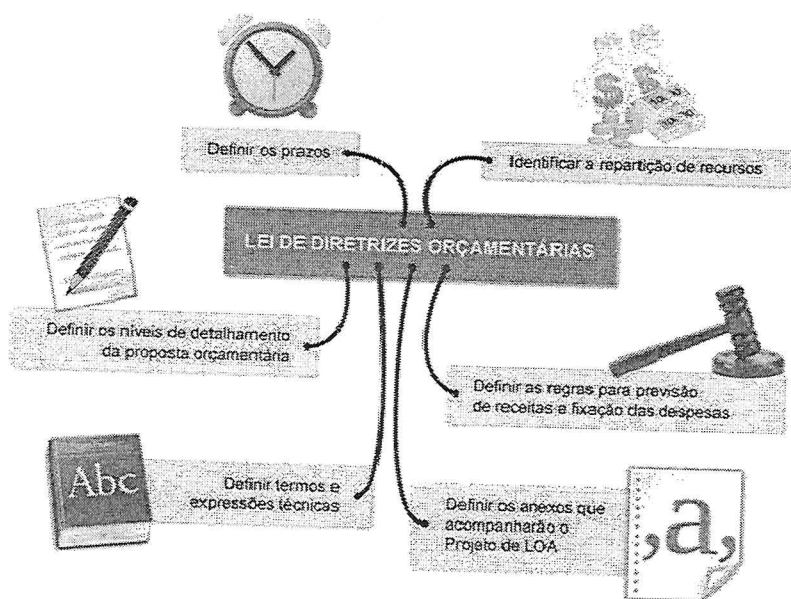 Definir os prazos
Identificar a repartição de recursos
LEI DE DIRETRIZES ORÇAMENTÁRIAS
Definir os níveis de detalhamento
da proposta orçamentária
Definir as regras para previsão
de receitas e fixação das despesas
Abc
Definir termos e
expressões técnicas
Definir os anexos que
acompanharão o
Projeto de LOA
,a,